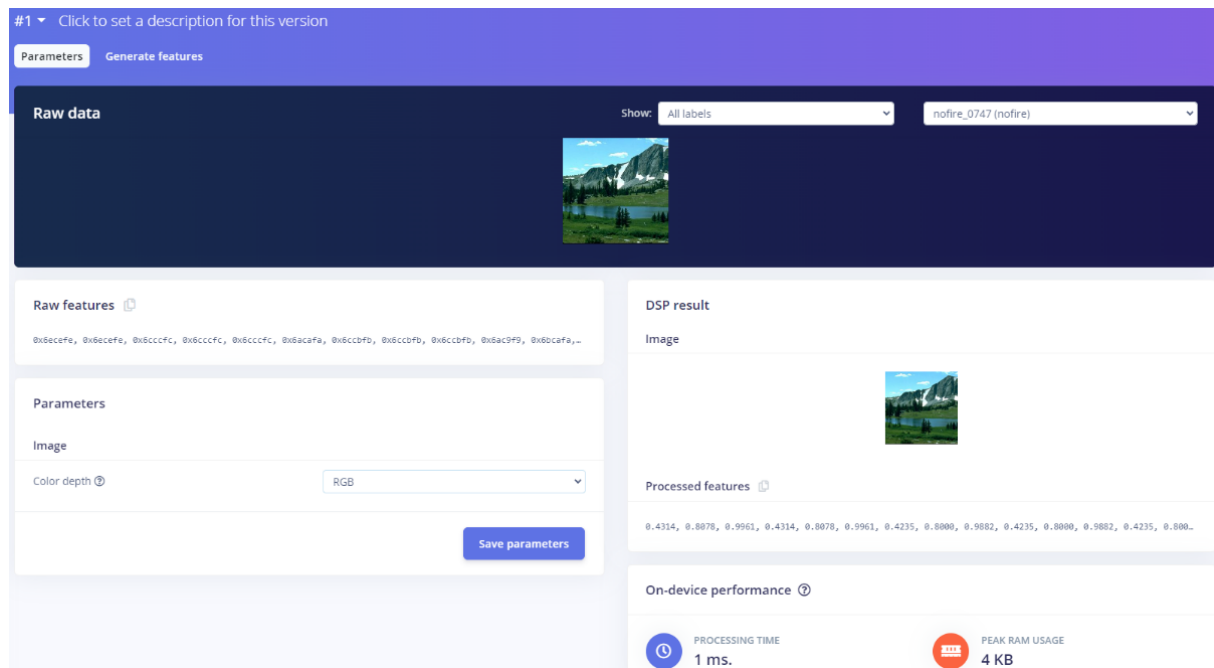 #1 Click to set a description for this version
Parameters Generate features
Raw data Show: All labels nofire_0747 (nofire)
Raw features
0x6ecefe, 0x6ecefe, 0x6cccfc, 0x6cccfc, 0x6cccfc, 0x6acafa, 0x6ccbfb, 0x6ccbfb, 0x6ccbfb, 0x6ac9f9, 0x6bcafa,…
Parameters
Image
Color depth RGB
Save parameters
DSP result
Image
Processed features
0.4314, 0.8078, 0.9961, 0.4314, 0.8078, 0.9961, 0.4235, 0.8000, 0.9882, 0.4235, 0.8000, 0.9882, 0.4235, 0.800…
On-device performance
PROCESSING TIME
1 ms.
PEAK RAM USAGE
4 KB